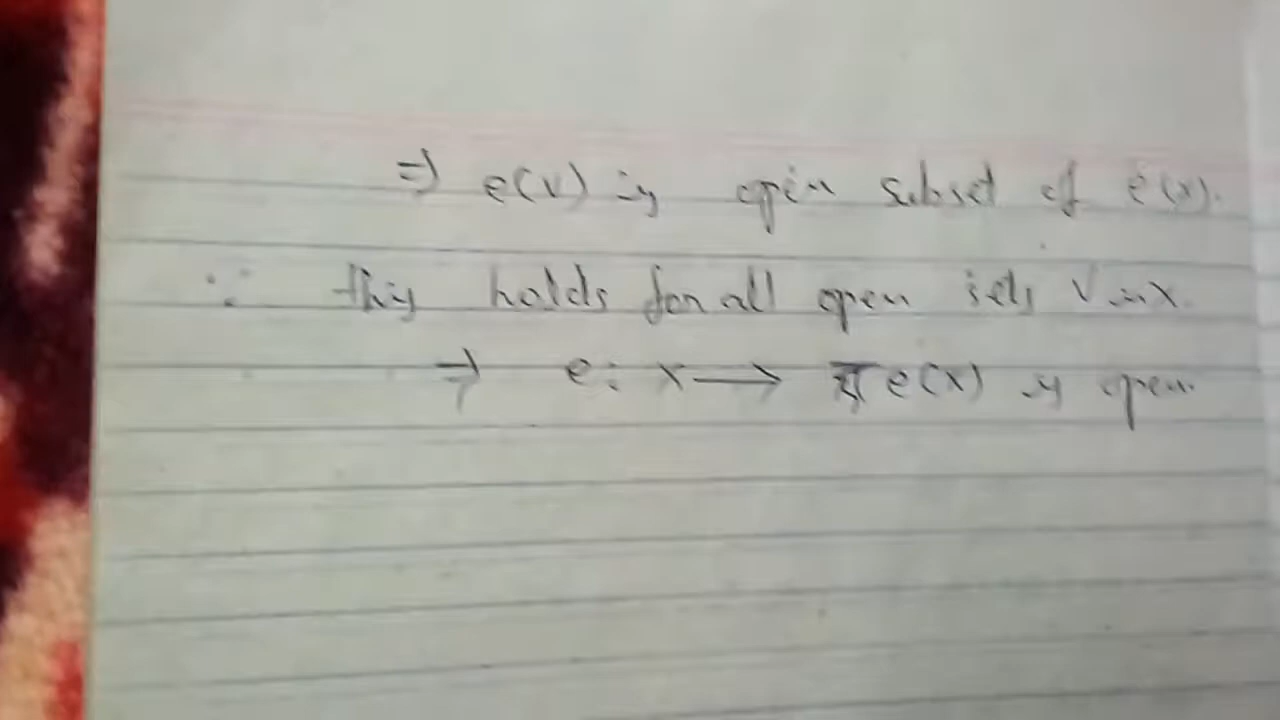 ⇒ e(V) is open subset of e(X).
∵ this holds for all open sets V in X.
⇒ e: X ⟶ e(X) is open